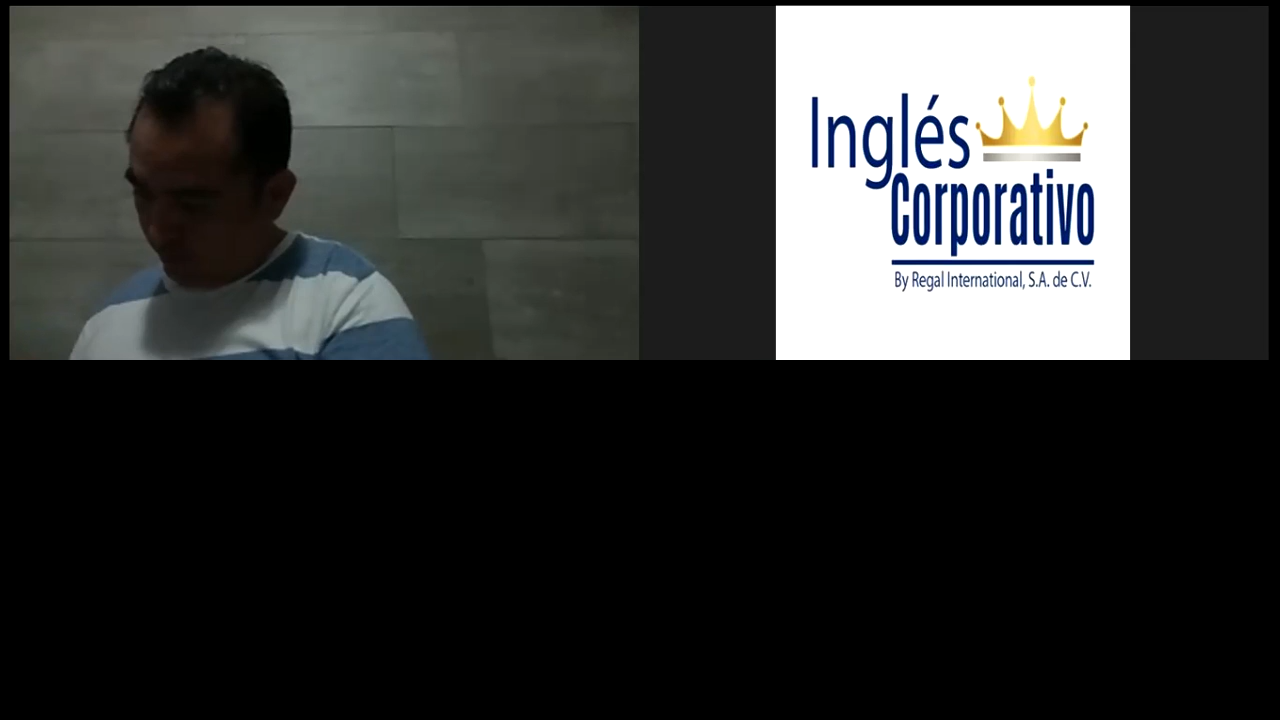 Inglés
Corporativo
By Regal International, S.A. de C.V.